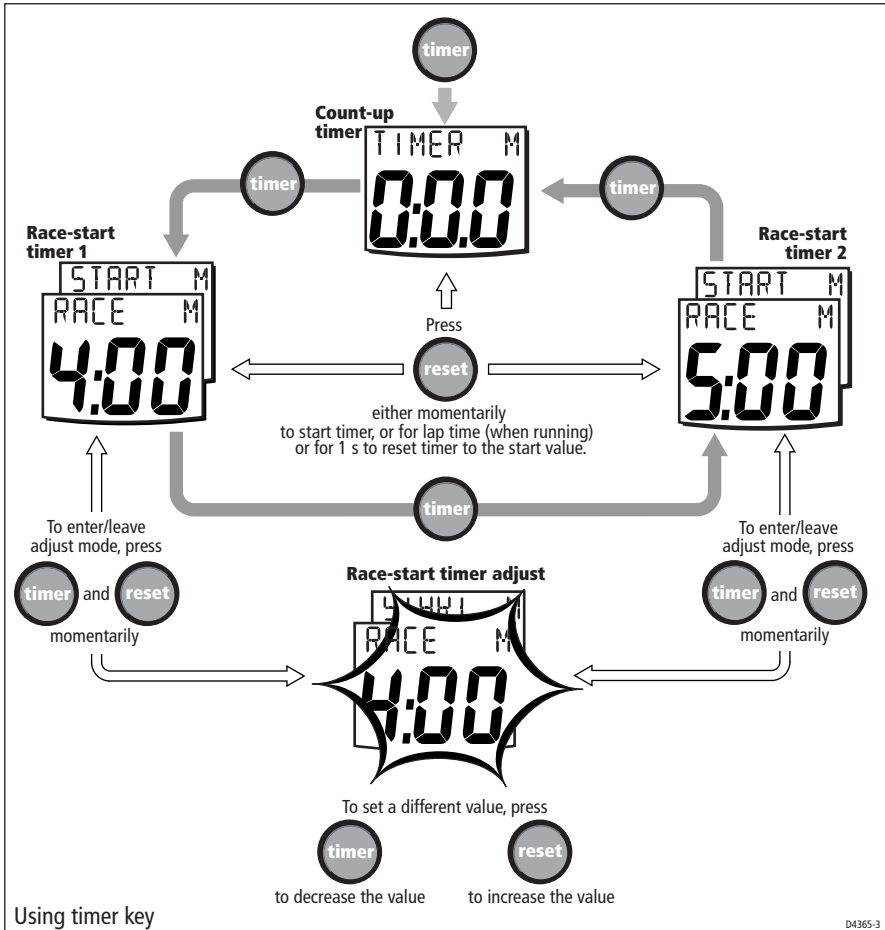 timer
Count-up
timer
TIMER M
0:0.0
timer
timer
Race-start
timer 1
START M
RACE M
4:00
Race-start
timer 2
START M
RACE M
5:00
Press
reset
either momentarily
to start timer, or for lap time (when running)
or for 1 s to reset timer to the start value.
timer
To enter/leave
adjust mode, press
timer and reset
momentarily
To enter/leave
adjust mode, press
timer and reset
momentarily
Race-start timer adjust
START M
RACE M
4:00
To set a different value, press
timer
to decrease the value
reset
to increase the value
Using timer key
D4365-3